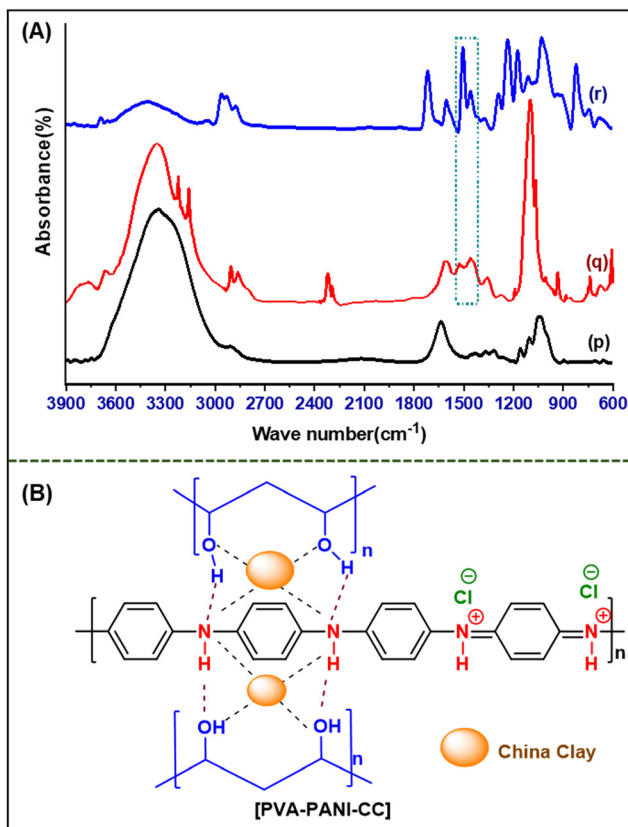 (A)
Absorbance(%)
(r)
(q)
(p)
3900 3600 3300 3000 2700 2400 2100 1800 1500 1200 900 600
Wave number(cm⁻¹)
(B)
n
O
O
H
H
⊖
Cl
⊖
Cl
N
N
N⊕
N⊕
n
H
H
H
H
OH
OH
n
China Clay
[PVA-PANI-CC]